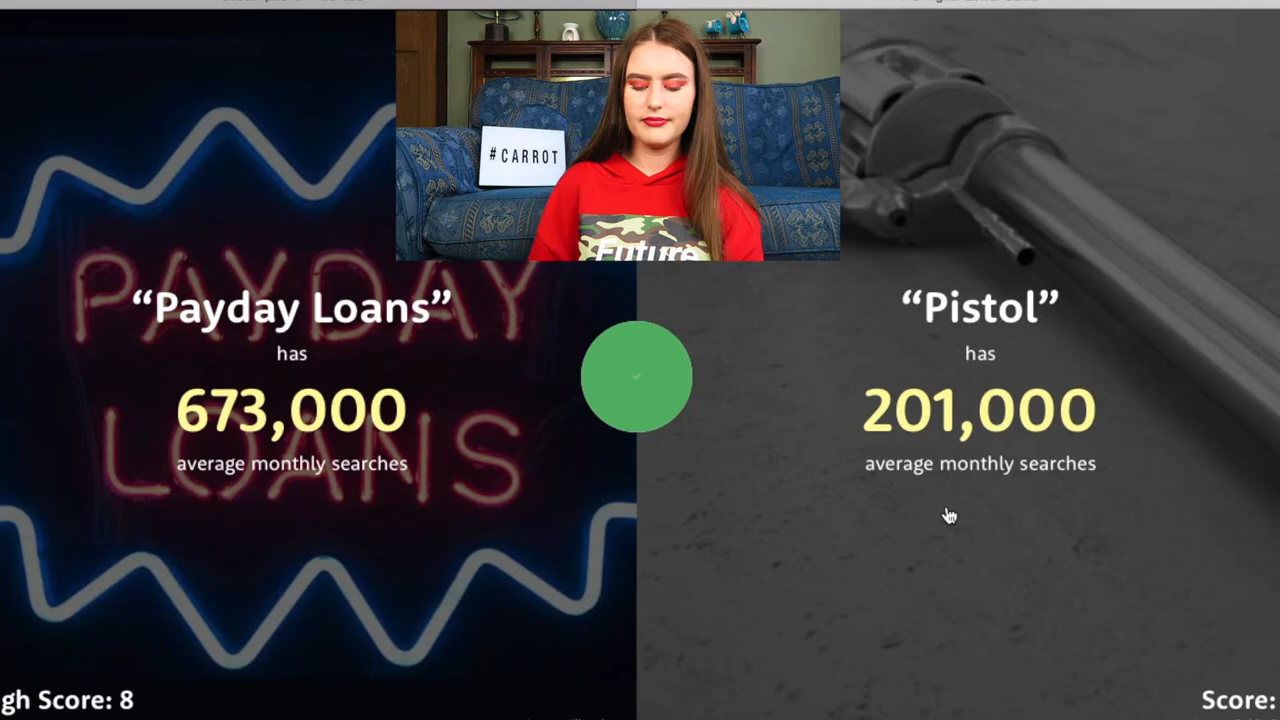 #CARROT
Future
PAYDAY
LOANS
“Payday Loans”
has
673,000
average monthly searches
“Pistol”
has
201,000
average monthly searches
gh Score: 8
Score: